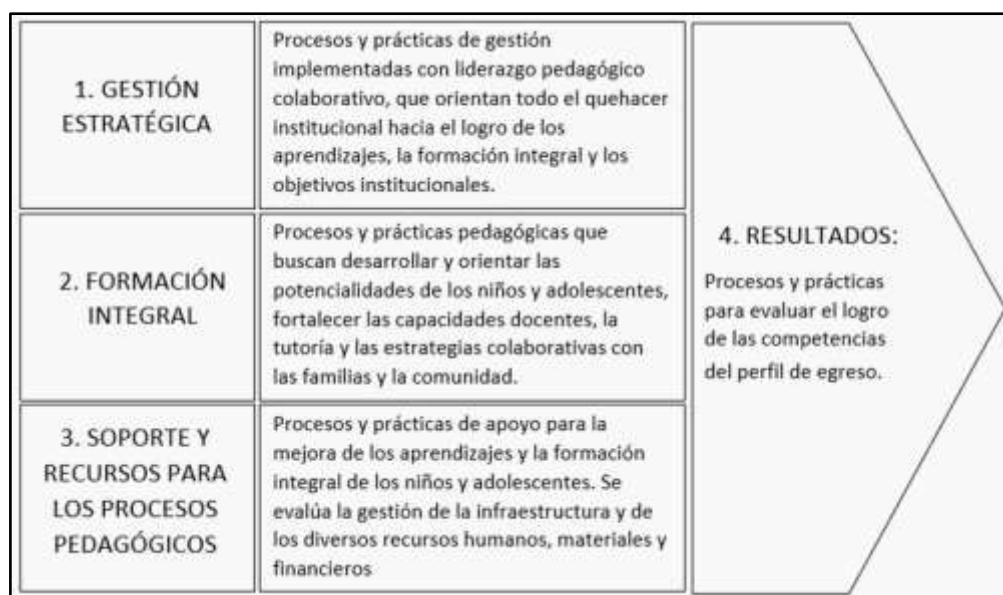 1. GESTIÓN
ESTRATÉGICA
Procesos y prácticas de gestión
implementadas con liderazgo pedagógico
colaborativo, que orientan todo el quehacer
institucional hacia el logro de los
aprendizajes, la formación integral y los
objetivos institucionales.
2. FORMACIÓN
INTEGRAL
Procesos y prácticas pedagógicas que
buscan desarrollar y orientar las
potencialidades de los niños y adolescentes,
fortalecer las capacidades docentes, la
tutoría y las estrategias colaborativas con
las familias y la comunidad.
3. SOPORTE Y
RECURSOS PARA
LOS PROCESOS
PEDAGÓGICOS
Procesos y prácticas de apoyo para la
mejora de los aprendizajes y la formación
integral de los niños y adolescentes. Se
evalúa la gestión de la infraestructura y de
los diversos recursos humanos, materiales y
financieros
4. RESULTADOS:
Procesos y prácticas
para evaluar el logro
de las competencias
del perfil de egreso.